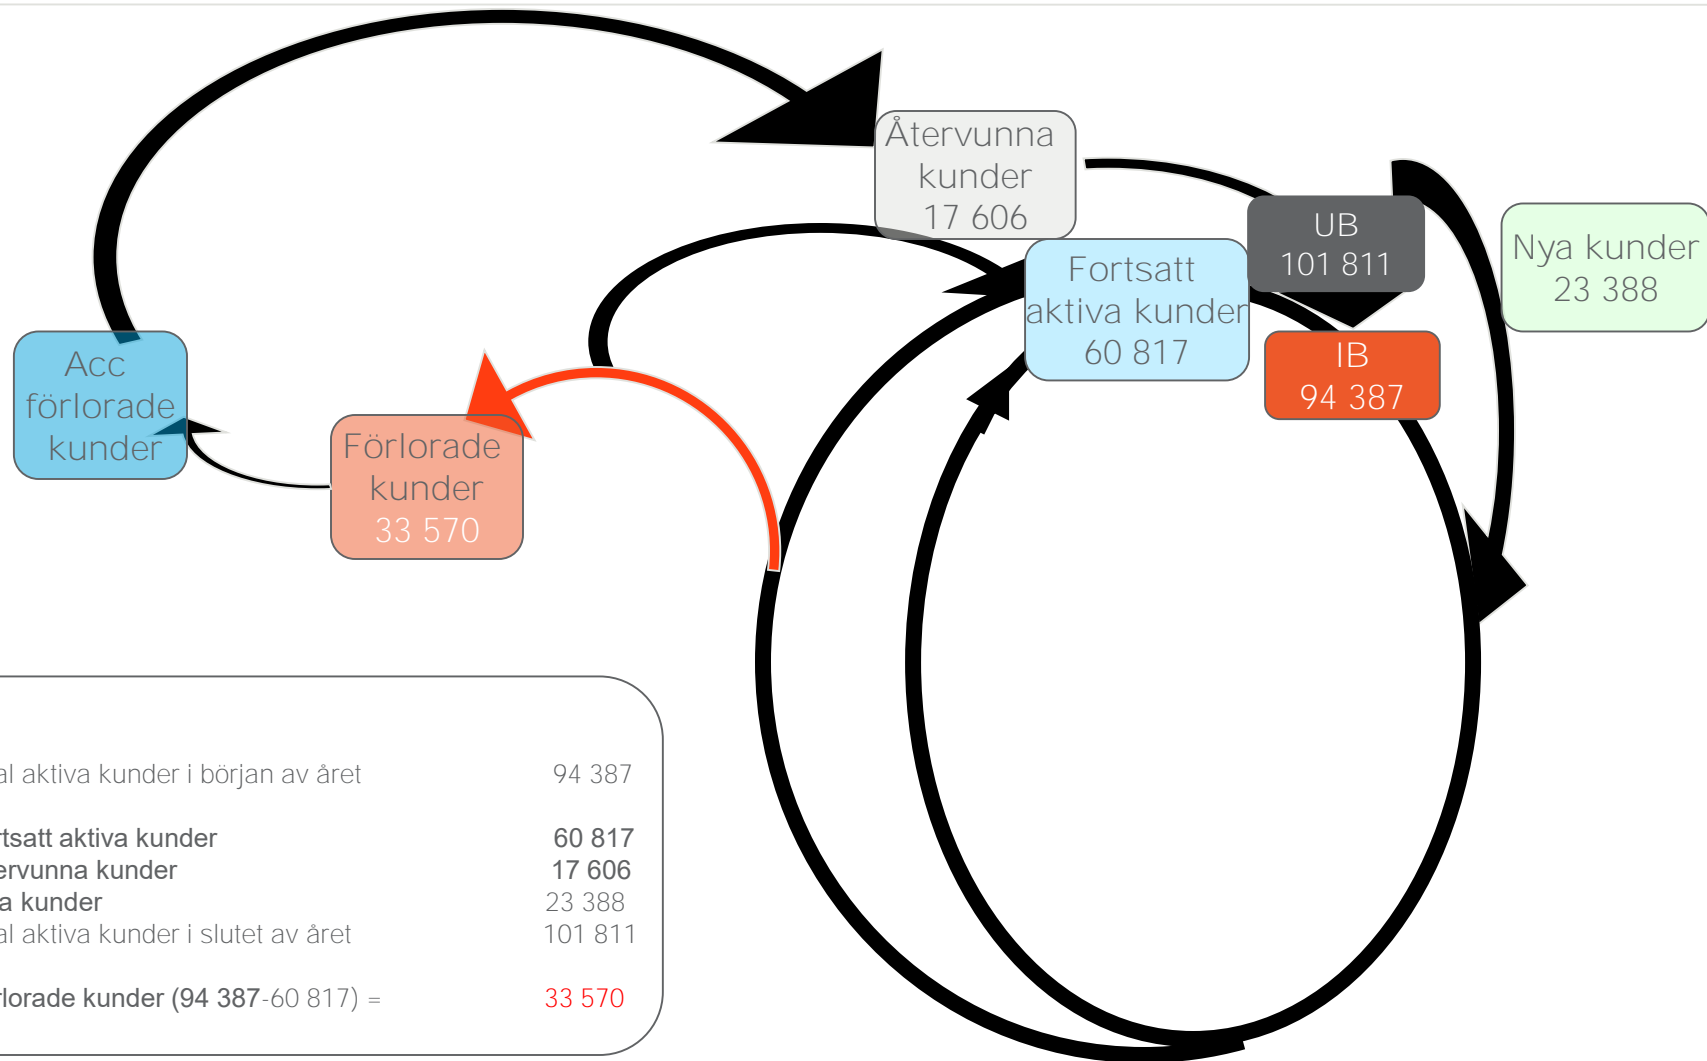 Återvunna
kunder
17 606
UB
101 811
Nya kunder
23 388
Fortsatt
aktiva kunder
60 817
IB
94 387
Acc
förlorade
kunder
Förlorade
kunder
33 570
al aktiva kunder i början av året 94 387
rtsatt aktiva kunder 60 817
ervunna kunder 17 606
a kunder 23 388
al aktiva kunder i slutet av året 101 811
rlorade kunder (94 387-60 817) = 33 570